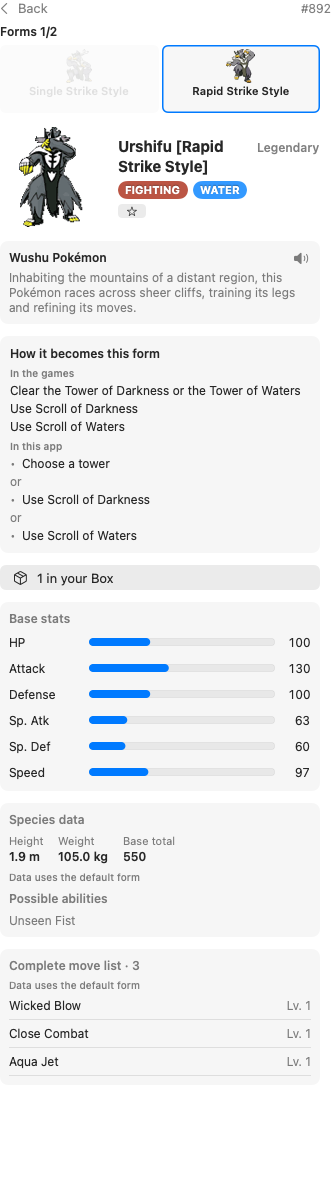 Back
#892
Forms 1/2
Single Strike Style
Rapid Strike Style
Urshifu [Rapid
Strike Style]
Legendary
FIGHTING
WATER
Wushu Pokémon
Inhabiting the mountains of a distant region, this
Pokémon races across sheer cliffs, training its legs
and refining its moves.
How it becomes this form
In the games
Clear the Tower of Darkness or the Tower of Waters
Use Scroll of Darkness
Use Scroll of Waters
In this app
• Choose a tower
or
• Use Scroll of Darkness
or
• Use Scroll of Waters
1 in your Box
Base stats
HP 100
Attack 130
Defense 100
Sp. Atk 63
Sp. Def 60
Speed 97
Species data
Height Weight Base total
1.9 m 105.0 kg 550
Data uses the default form
Possible abilities
Unseen Fist
Complete move list · 3
Data uses the default form
Wicked Blow Lv. 1
Close Combat Lv. 1
Aqua Jet Lv. 1